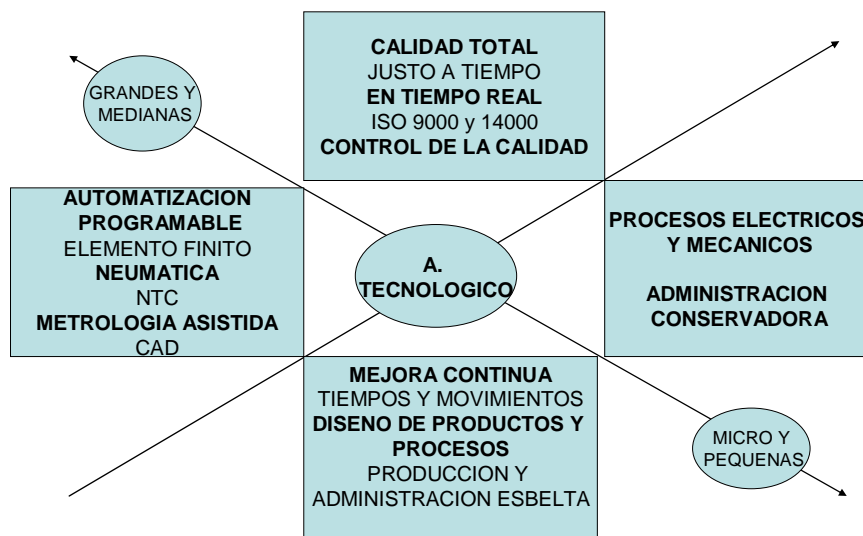 CALIDAD TOTAL
JUSTO A TIEMPO
EN TIEMPO REAL
ISO 9000 y 14000
CONTROL DE LA CALIDAD
GRANDES Y
MEDIANAS
AUTOMATIZACION
PROGRAMABLE
ELEMENTO FINITO
NEUMATICA
NTC
METROLOGIA ASISTIDA
CAD
A.
TECNOLOGICO
PROCESOS ELECTRICOS
Y MECANICOS
ADMINISTRACION
CONSERVADORA
MEJORA CONTINUA
TIEMPOS Y MOVIMIENTOS
DISENO DE PRODUCTOS Y
PROCESOS
PRODUCCION Y
ADMINISTRACION ESBELTA
MICRO Y
PEQUENAS